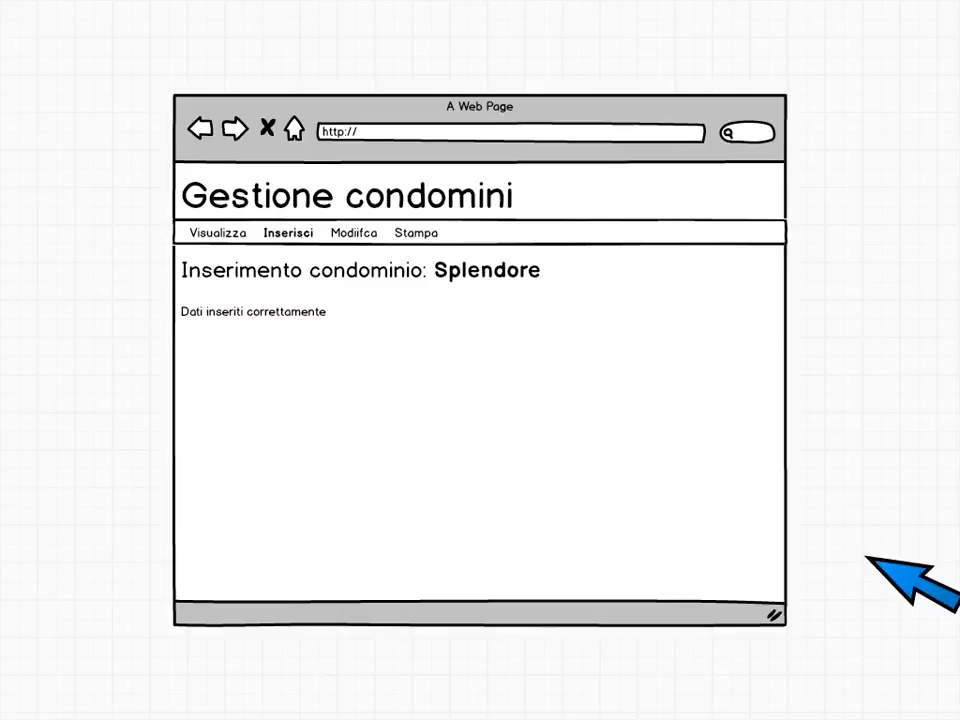 A Web Page
http://
Gestione condomini
Visualizza Inserisci Modiifca Stampa
Inserimento condominio: Splendore
Dati inseriti correttamente